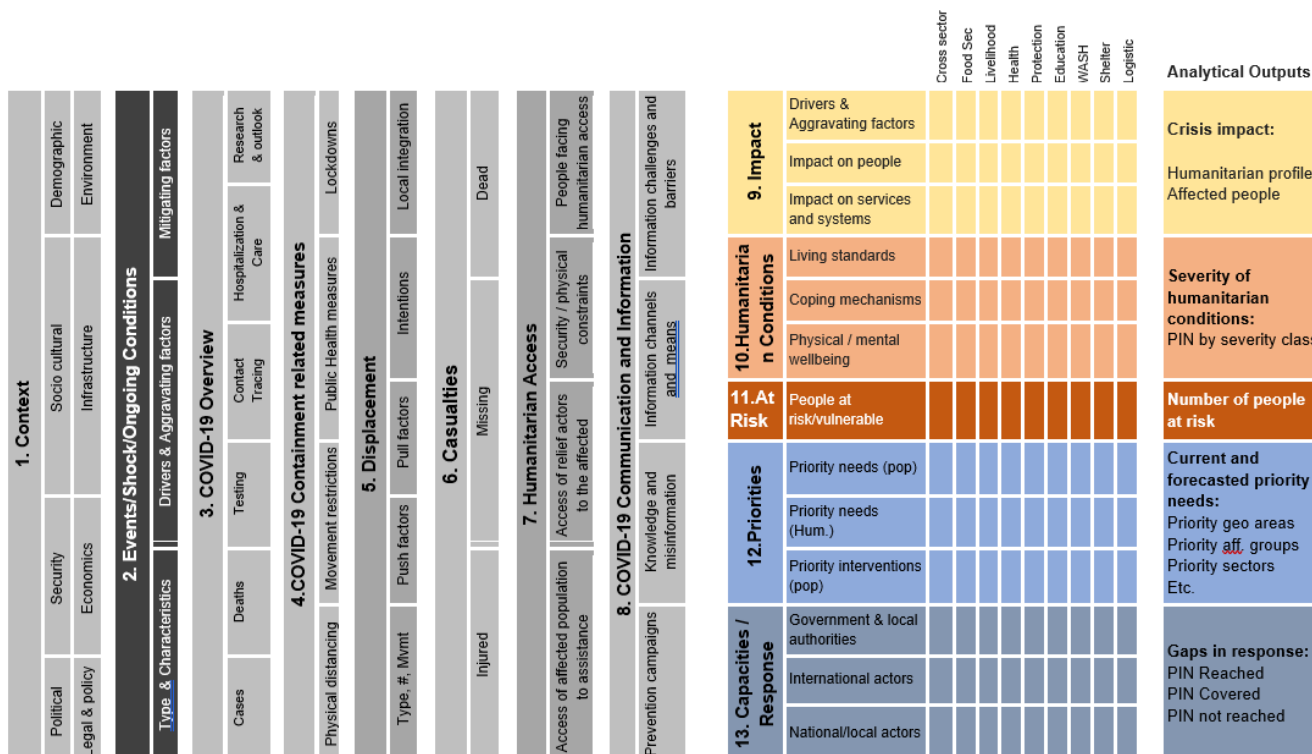 1. Context
Political
Security
Socio cultural
Demographic
Legal & policy
Economics
Infrastructure
Environment
2. Events/Shock/Ongoing Conditions
Type & Characteristics
Drivers & Aggravating factors
Mitigating factors
3. COVID-19 Overview
Cases
Deaths
Testing
Contact
Tracing
Hospitalization &
Care
Research
& outlook
4.COVID-19 Containment related measures
Physical distancing
Movement restrictions
Public Health measures
Lockdowns
5. Displacement
Type, #, Mvmt
Push factors
Pull factors
Intentions
Local integration
6. Casualties
Injured
Missing
Dead
7. Humanitarian Access
Access of affected population
to assistance
Access of relief actors
to the affected
Security / physical
constraints
People facing
humanitarian access
8. COVID-19 Communication and Information
Prevention campaigns
Knowledge and
misinformation
Information channels
and means
Information challenges and
barriers
Cross sector
Food Sec
Livelihood
Health
Protection
Education
WASH
Shelter
Logistic
Analytical Outputs
9. Impact
Drivers &
Aggravating factors
Impact on people
Impact on services
and systems
Crisis impact:
Humanitarian profile
Affected people
10.Humanitaria
n Conditions
Living standards
Coping mechanisms
Physical / mental
wellbeing
Severity of
humanitarian
conditions:
PIN by severity class
11.At
Risk
People at
risk/vulnerable
Number of people
at risk
12.Priorities
Priority needs (pop)
Priority needs
(Hum.)
Priority interventions
(pop)
Current and
forecasted priority
needs:
Priority geo areas
Priority aff. groups
Priority sectors
Etc.
13. Capacities /
Response
Government & local
authorities
International actors
National/local actors
Gaps in response:
PIN Reached
PIN Covered
PIN not reached